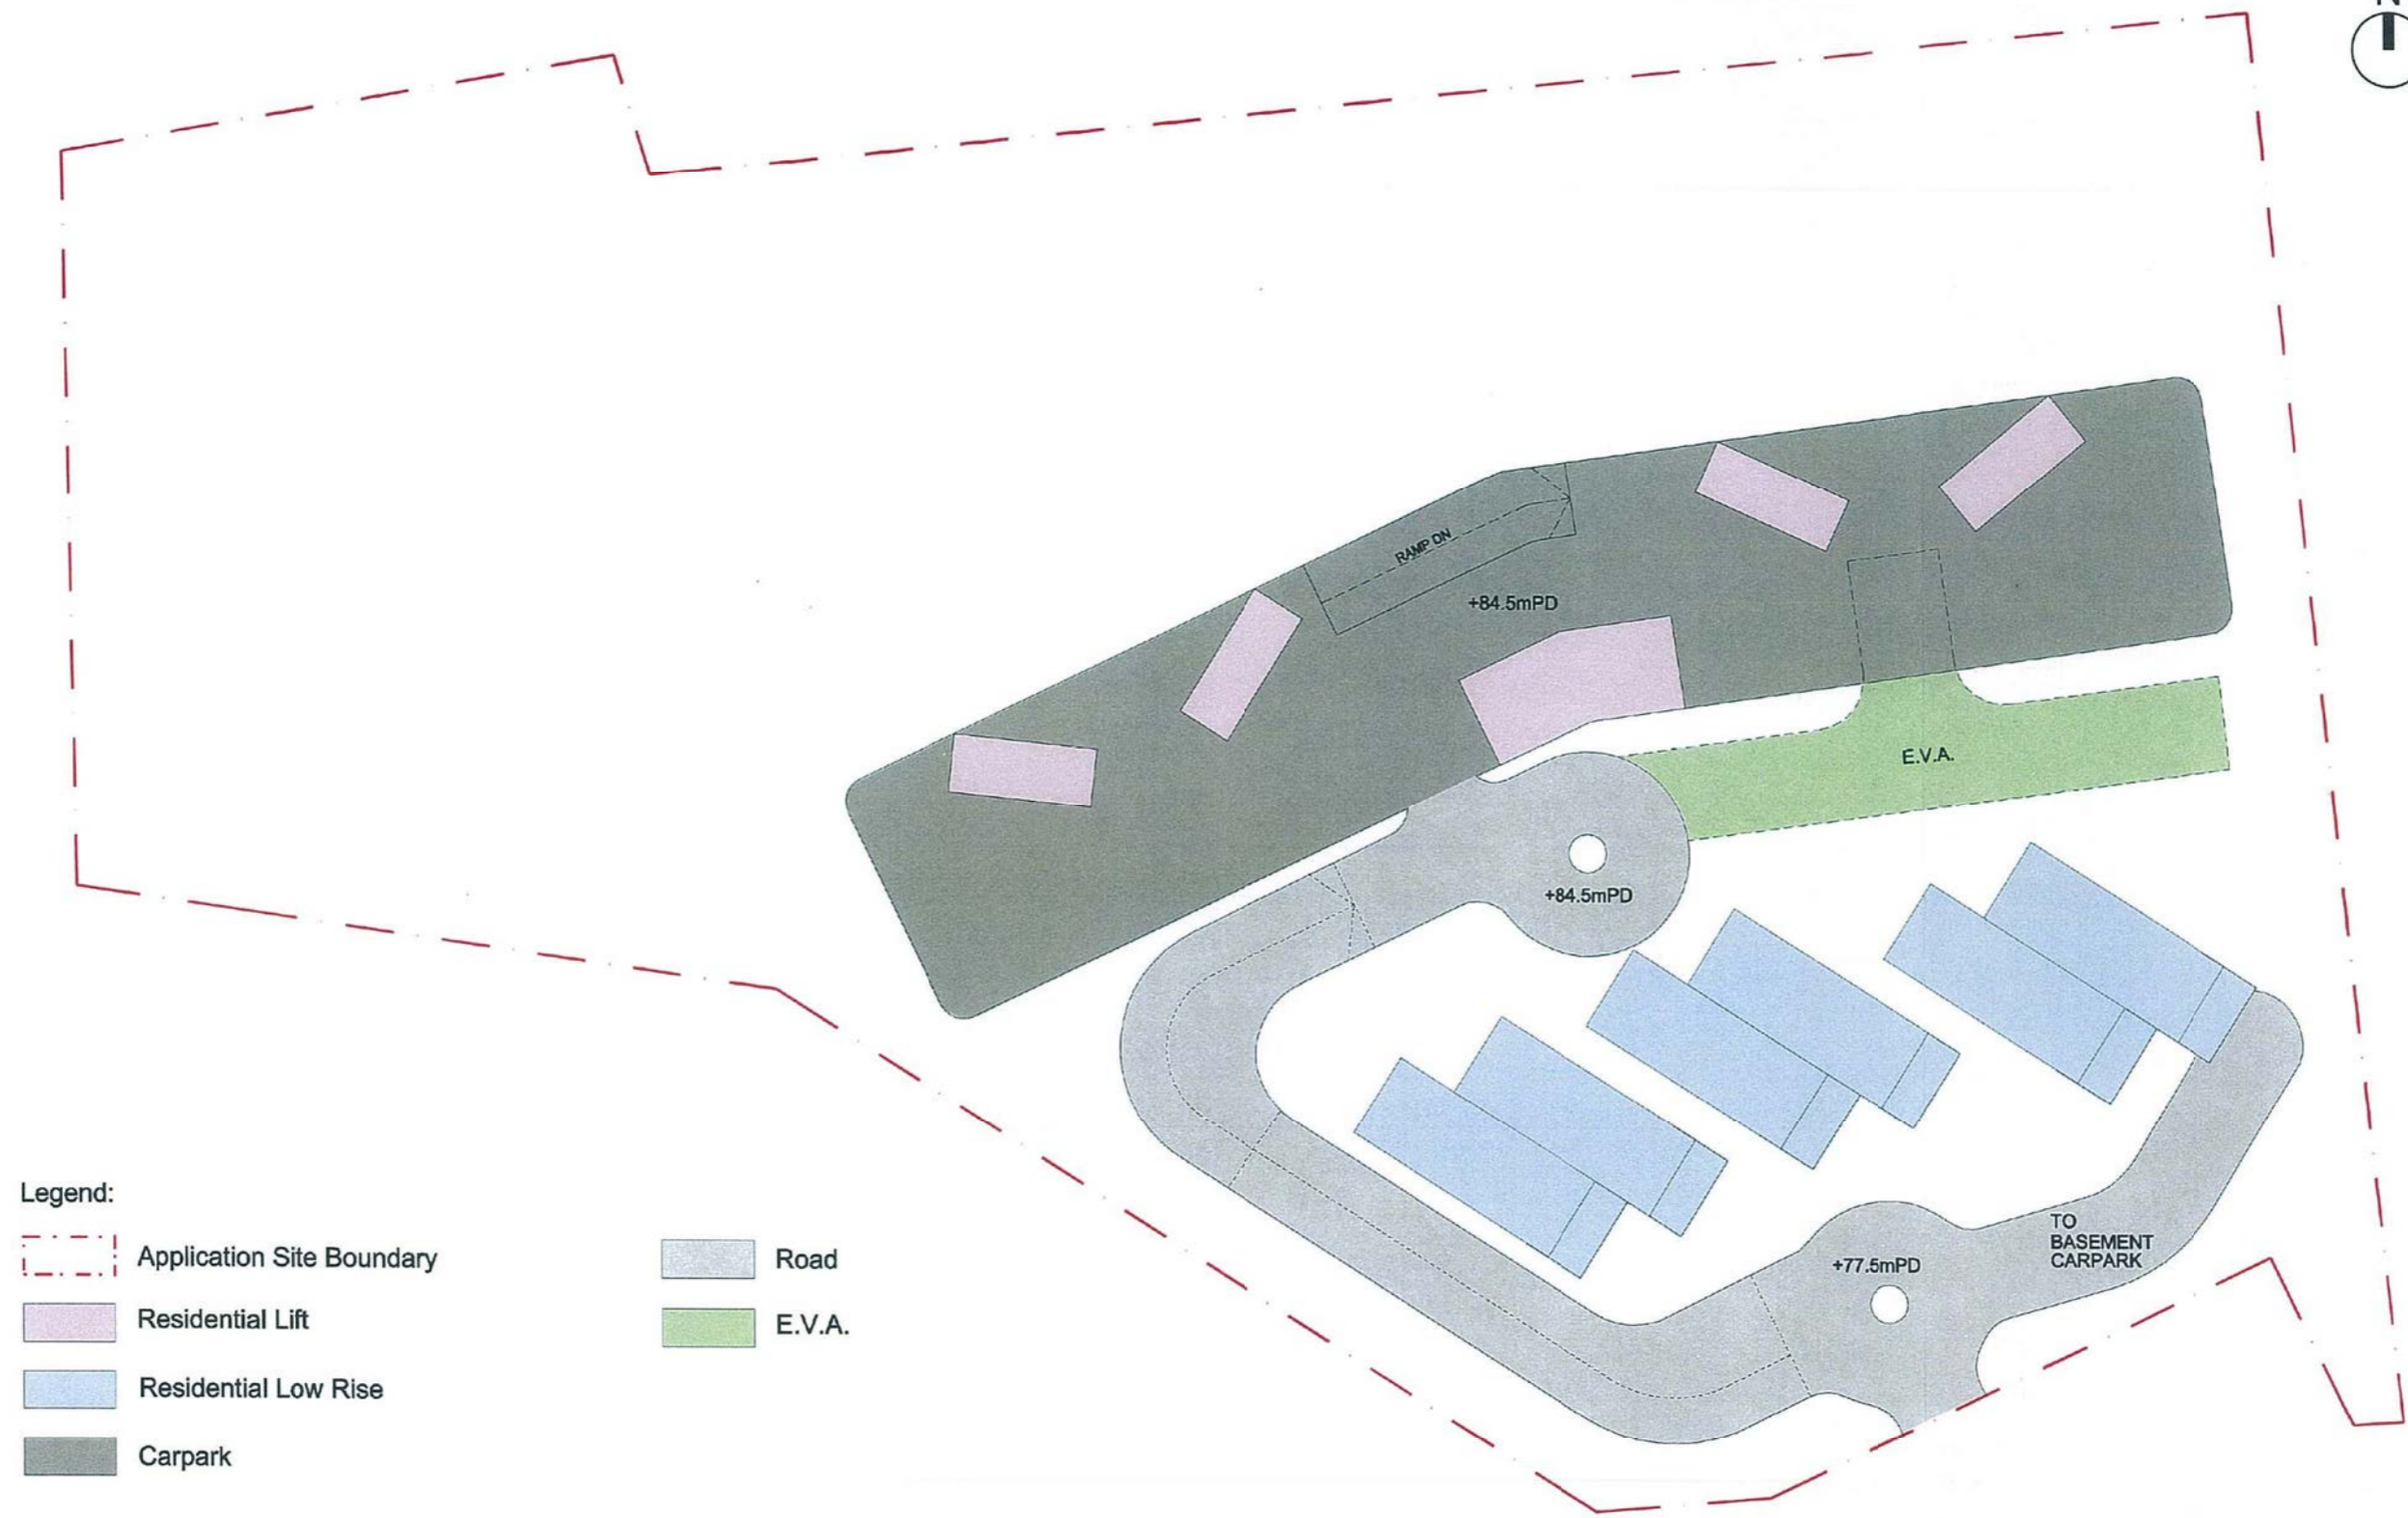 N
RAMP DN
+84.5mPD
E.V.A.
+84.5mPD
TO
BASEMENT
CARPARK
+77.5mPD
Legend:
Application Site Boundary
Residential Lift
Residential Low Rise
Carpark
Road
E.V.A.